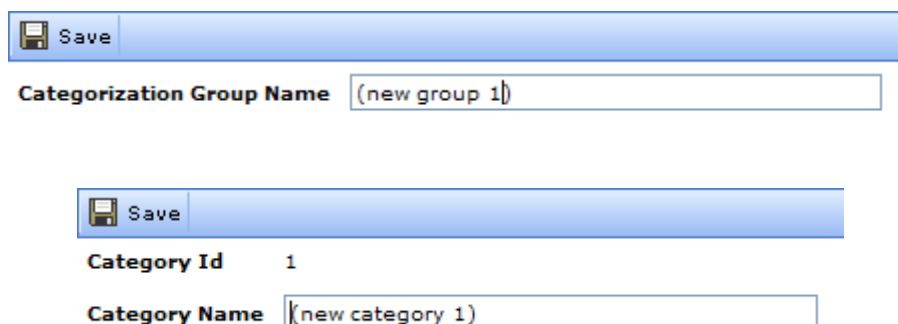 Save
Categorization Group Name (new group 1)
Save
Category Id 1
Category Name (new category 1)